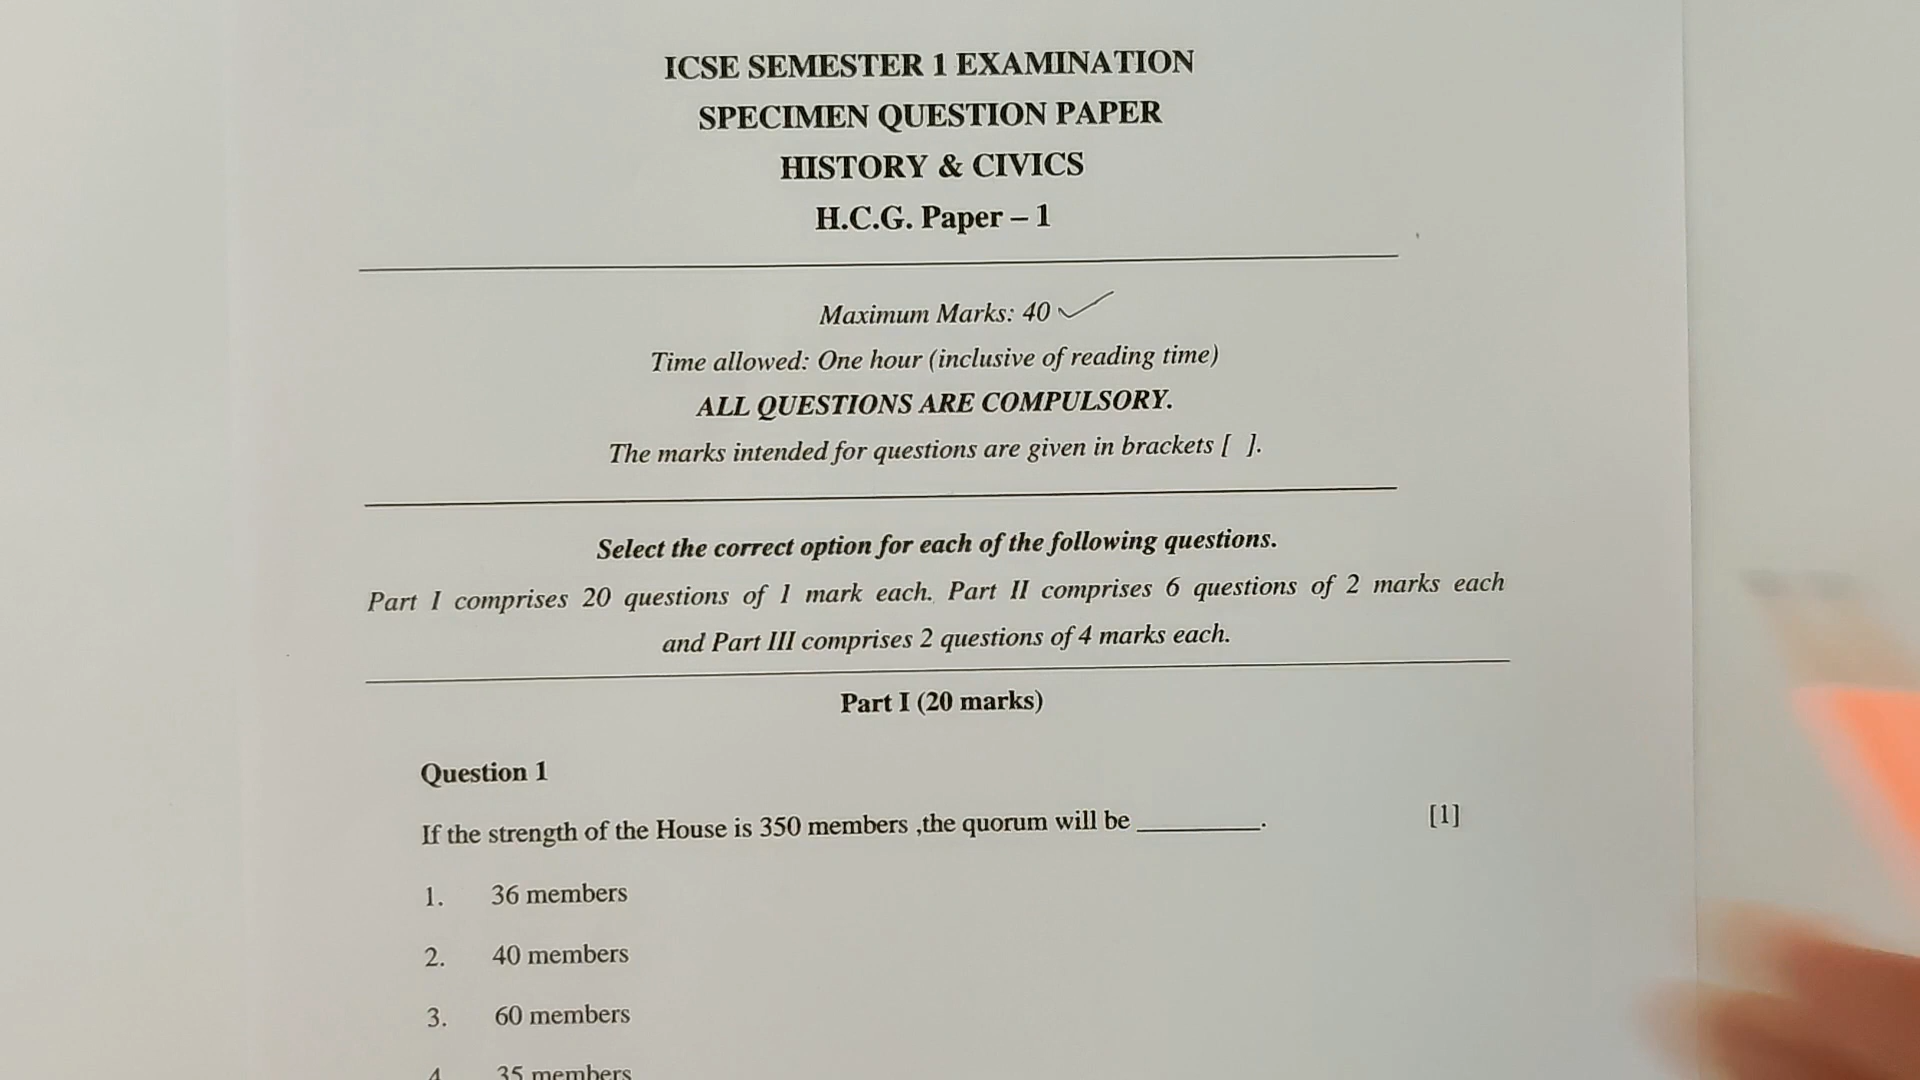 ICSE SEMESTER 1 EXAMINATION
SPECIMEN QUESTION PAPER
HISTORY & CIVICS
H.C.G. Paper – 1
Maximum Marks: 40
Time allowed: One hour (inclusive of reading time)
ALL QUESTIONS ARE COMPULSORY.
The marks intended for questions are given in brackets [ ].
Select the correct option for each of the following questions.
Part I comprises 20 questions of 1 mark each. Part II comprises 6 questions of 2 marks each
and Part III comprises 2 questions of 4 marks each.
Part I (20 marks)
Question 1
If the strength of the House is 350 members ,the quorum will be _________. [1]
1. 36 members
2. 40 members
3. 60 members
4. 35 members